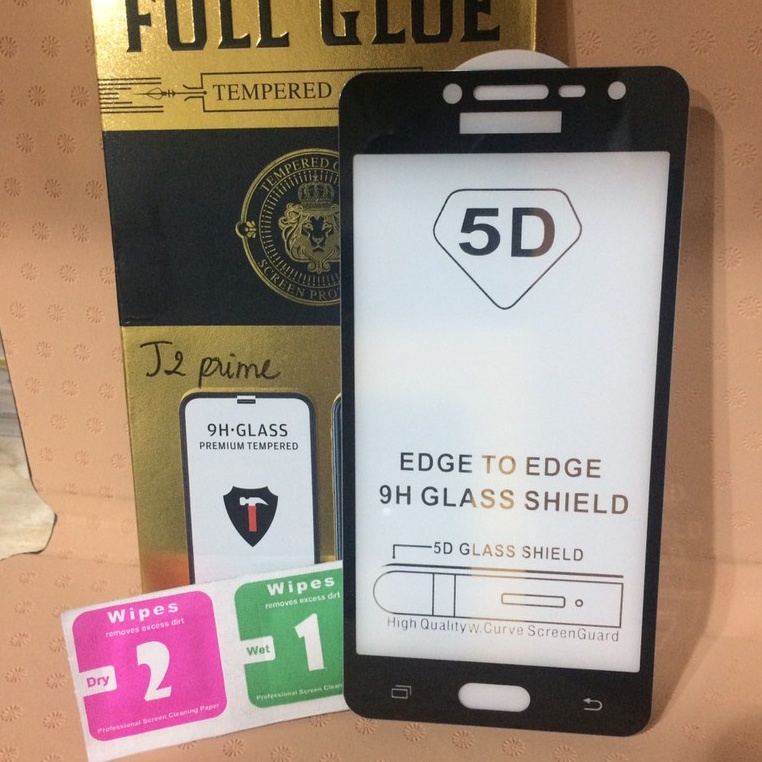 FULL GLUE
TEMPERED
TEMPERED
SCREEN PRO
J2 prime
9H·GLASS
PREMIUM TEMPERED
5D
EDGE TO EDGE
9H GLASS SHIELD
5D GLASS SHIELD
High Quality w. Curve ScreenGuard
Wipes
removes excess dirt
Dry
2
Professional Screen Cleaning Paper
Wipes
removes excess dirt
Wet
1
Professional Screen Cleani